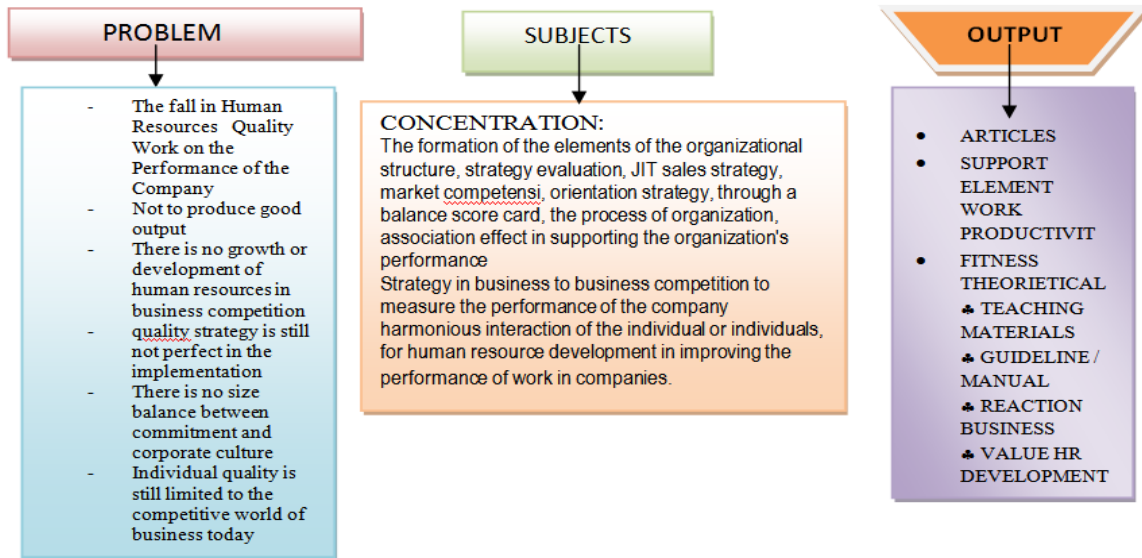 PROBLEM
- The fall in Human
Resources Quality
Work on the
Performance of the
Company
- Not to produce good
output
- There is no growth or
development of
human resources in
business competition
- quality strategy is still
not perfect in the
implementation
- There is no size
balance between
commitment and
corporate culture
- Individual quality is
still limited to the
competitive world of
business today
SUBJECTS
CONCENTRATION:
The formation of the elements of the organizational
structure, strategy evaluation, JIT sales strategy,
market competensi, orientation strategy, through a
balance score card, the process of organization,
association effect in supporting the organization's
performance
Strategy in business to business competition to
measure the performance of the company
harmonious interaction of the individual or individuals,
for human resource development in improving the
performance of work in companies.
OUTPUT
• ARTICLES
• SUPPORT
ELEMENT
WORK
PRODUCTIVIT
• FITNESS
THEORIETICAL
♣ TEACHING
MATERIALS
♣ GUIDELINE /
MANUAL
♣ REACTION
BUSINESS
♣ VALUE HR
DEVELOPMENT